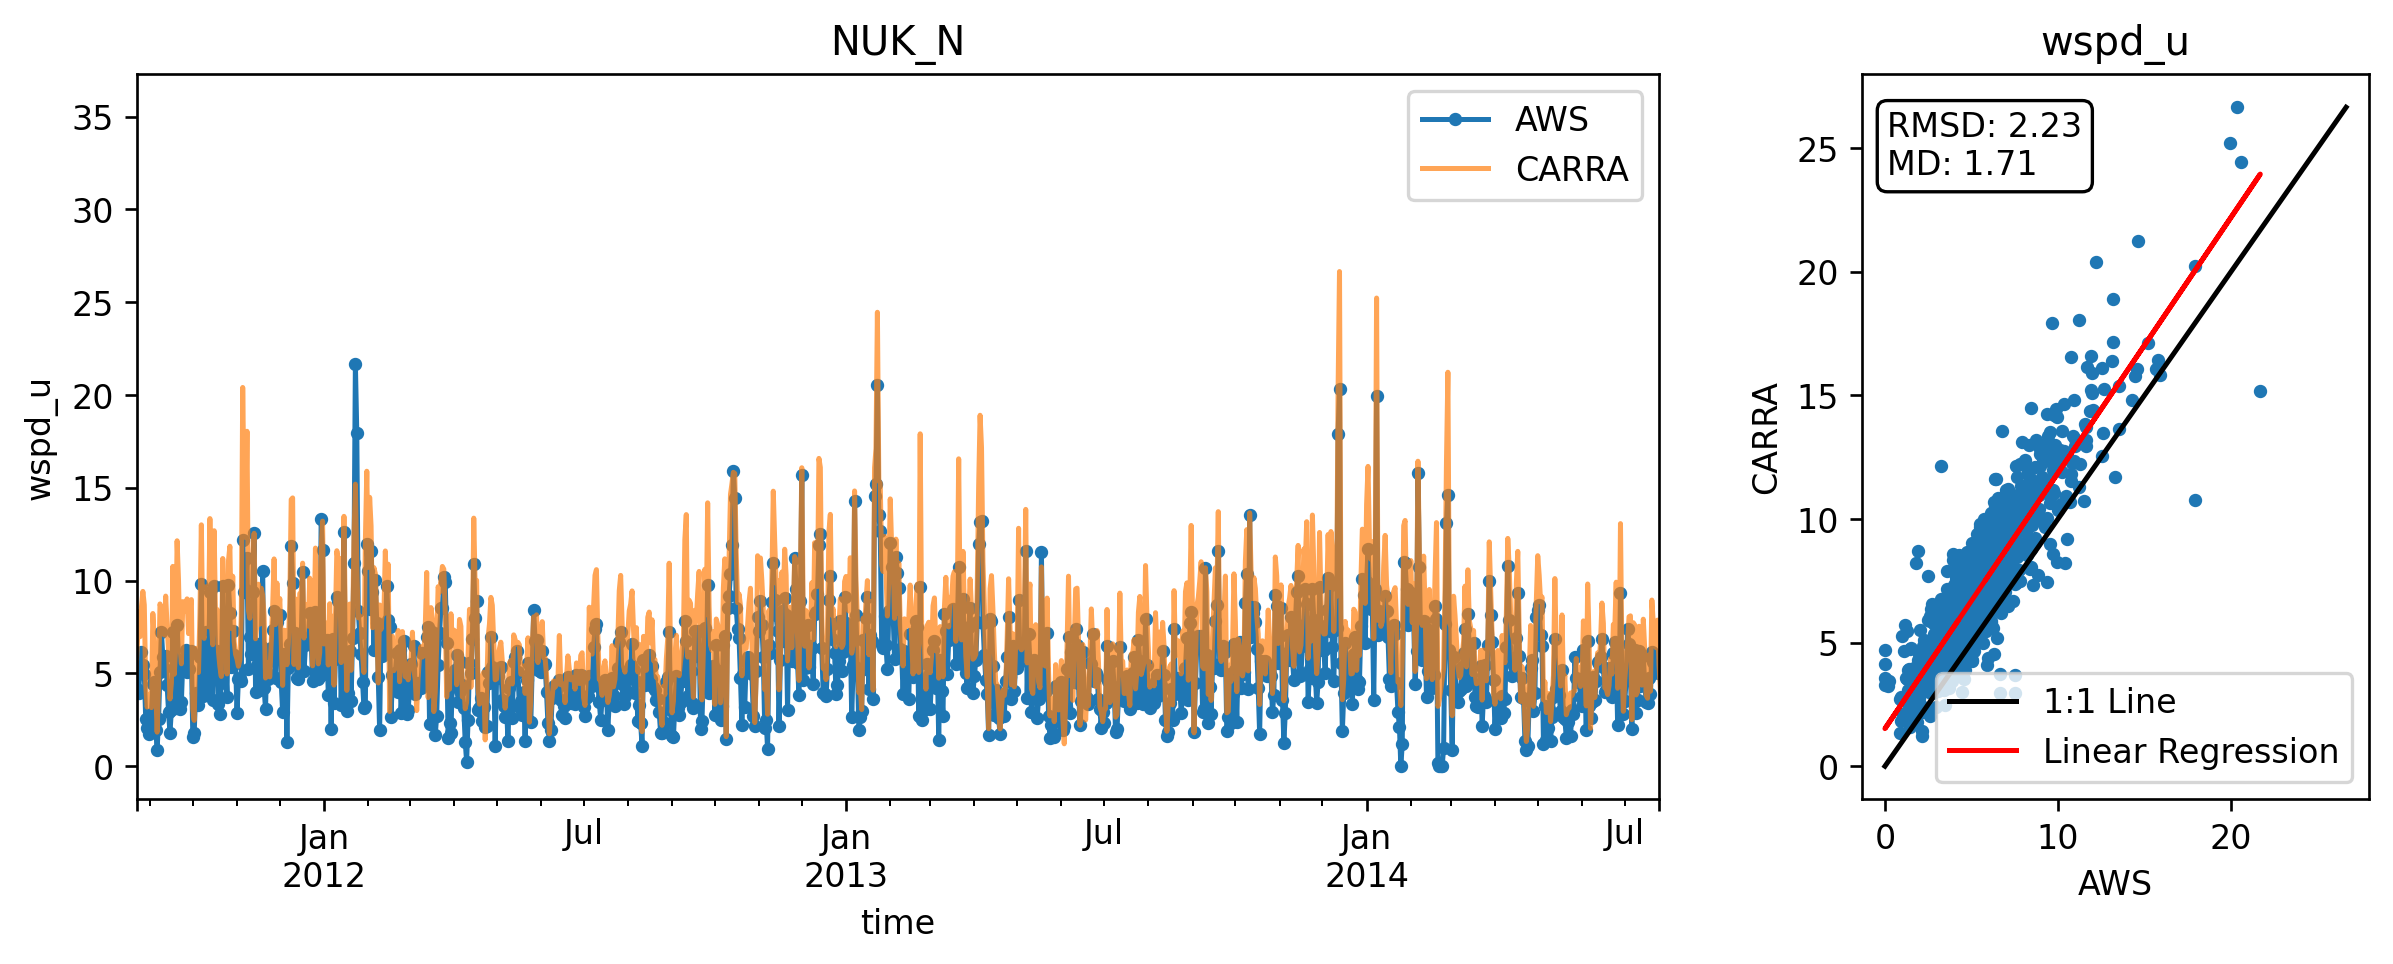 NUK_N
wspd_u
35
30
25
20
15
10
5
0
AWS
CARRA
Jan
2012
Jul
Jan
2013
Jul
Jan
2014
Jul
time
wspd_u
CARRA
25
20
15
10
5
0
RMSD: 2.23
MD: 1.71
1:1 Line
Linear Regression
0
10
20
AWS